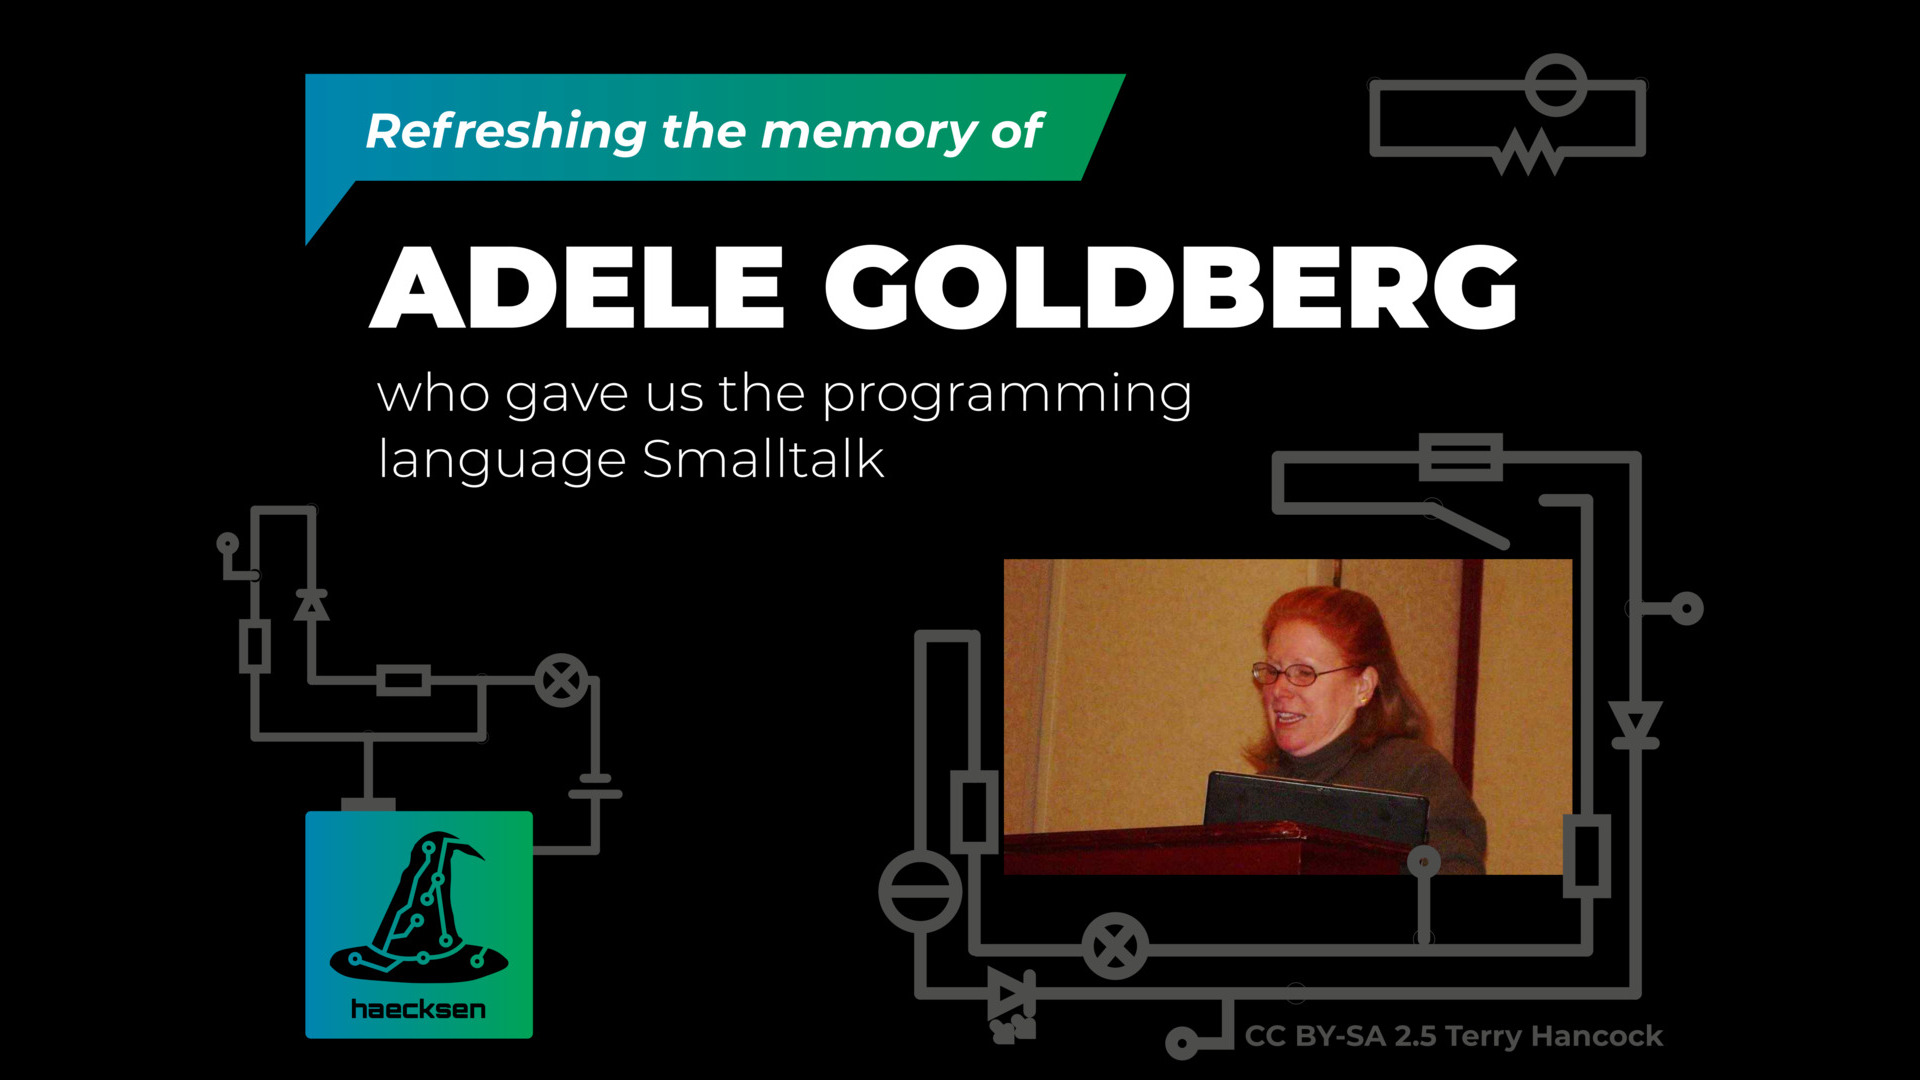 Refreshing the memory of
ADELE GOLDBERG
who gave us the programming
language Smalltalk
haecksen
CC BY-SA 2.5 Terry Hancock